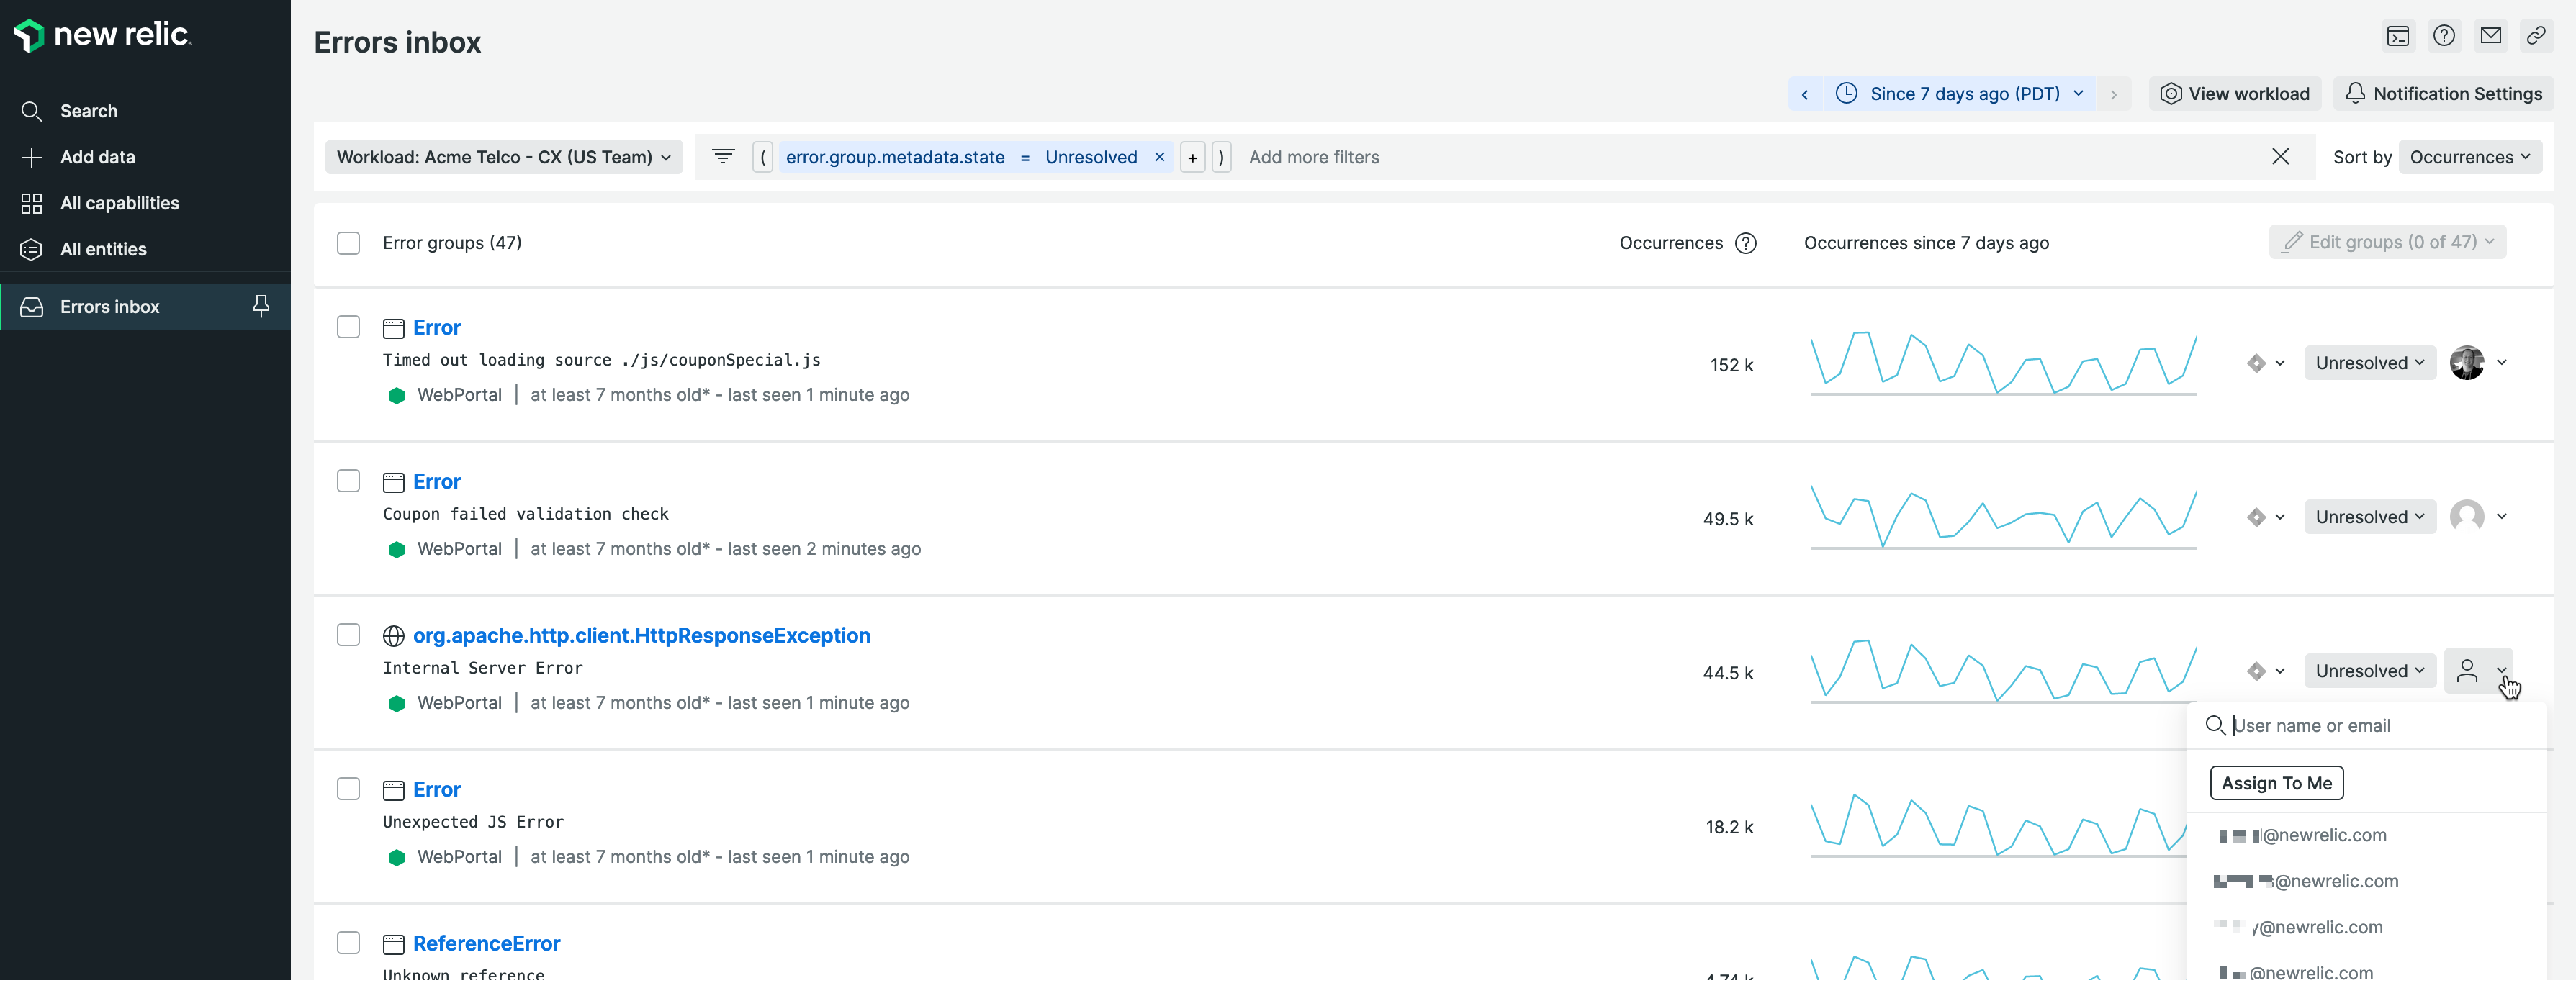 new relic.
Search
Add data
All capabilities
All entities
Errors inbox
Errors inbox
Since 7 days ago (PDT)
View workload
Notification Settings
Workload: Acme Telco - CX (US Team)
( error.group.metadata.state = Unresolved × + ) Add more filters
Sort by Occurrences
Error groups (47)
Occurrences ?
Occurrences since 7 days ago
Edit groups (0 of 47)
Error
Timed out loading source ./js/couponSpecial.js
WebPortal | at least 7 months old* - last seen 1 minute ago
152 k
Unresolved
Error
Coupon failed validation check
WebPortal | at least 7 months old* - last seen 2 minutes ago
49.5 k
Unresolved
org.apache.http.client.HttpResponseException
Internal Server Error
WebPortal | at least 7 months old* - last seen 1 minute ago
44.5 k
Unresolved
User name or email
Assign To Me
@newrelic.com
@newrelic.com
y@newrelic.com
@newrelic.com
Error
Unexpected JS Error
WebPortal | at least 7 months old* - last seen 1 minute ago
18.2 k
ReferenceError
Unknown reference
4.74 k